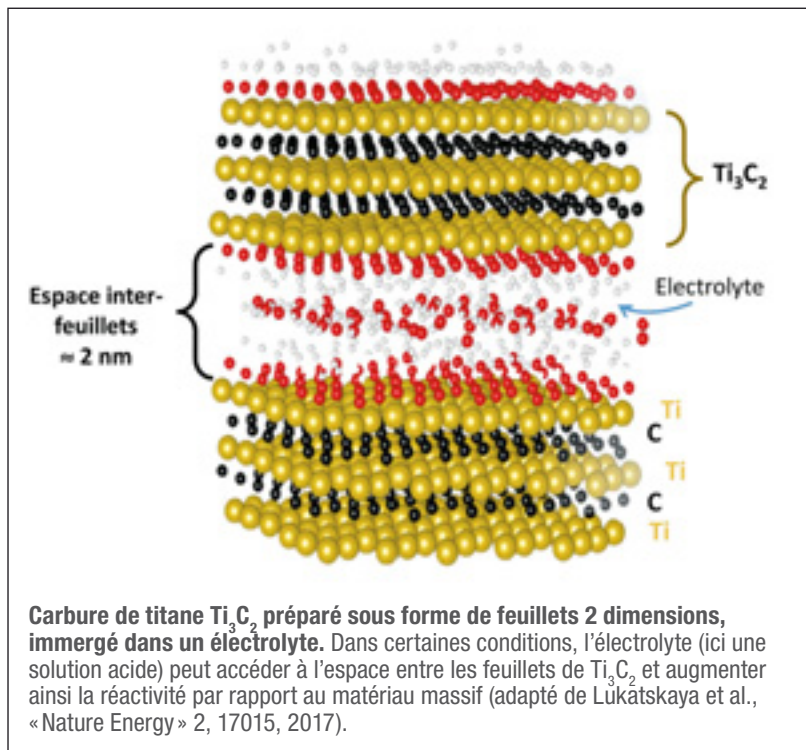 Ti₃C₂
Espace inter-
feuillets
≈ 2 nm
Electrolyte
Ti
C
Ti
C
Ti
Carbure de titane Ti₃C₂ préparé sous forme de feuillets 2 dimensions,
immergé dans un électrolyte. Dans certaines conditions, l’électrolyte (ici une
solution acide) peut accéder à l’espace entre les feuillets de Ti₃C₂ et augmenter
ainsi la réactivité par rapport au matériau massif (adapté de Lukatskaya et al.,
« Nature Energy » 2, 17015, 2017).